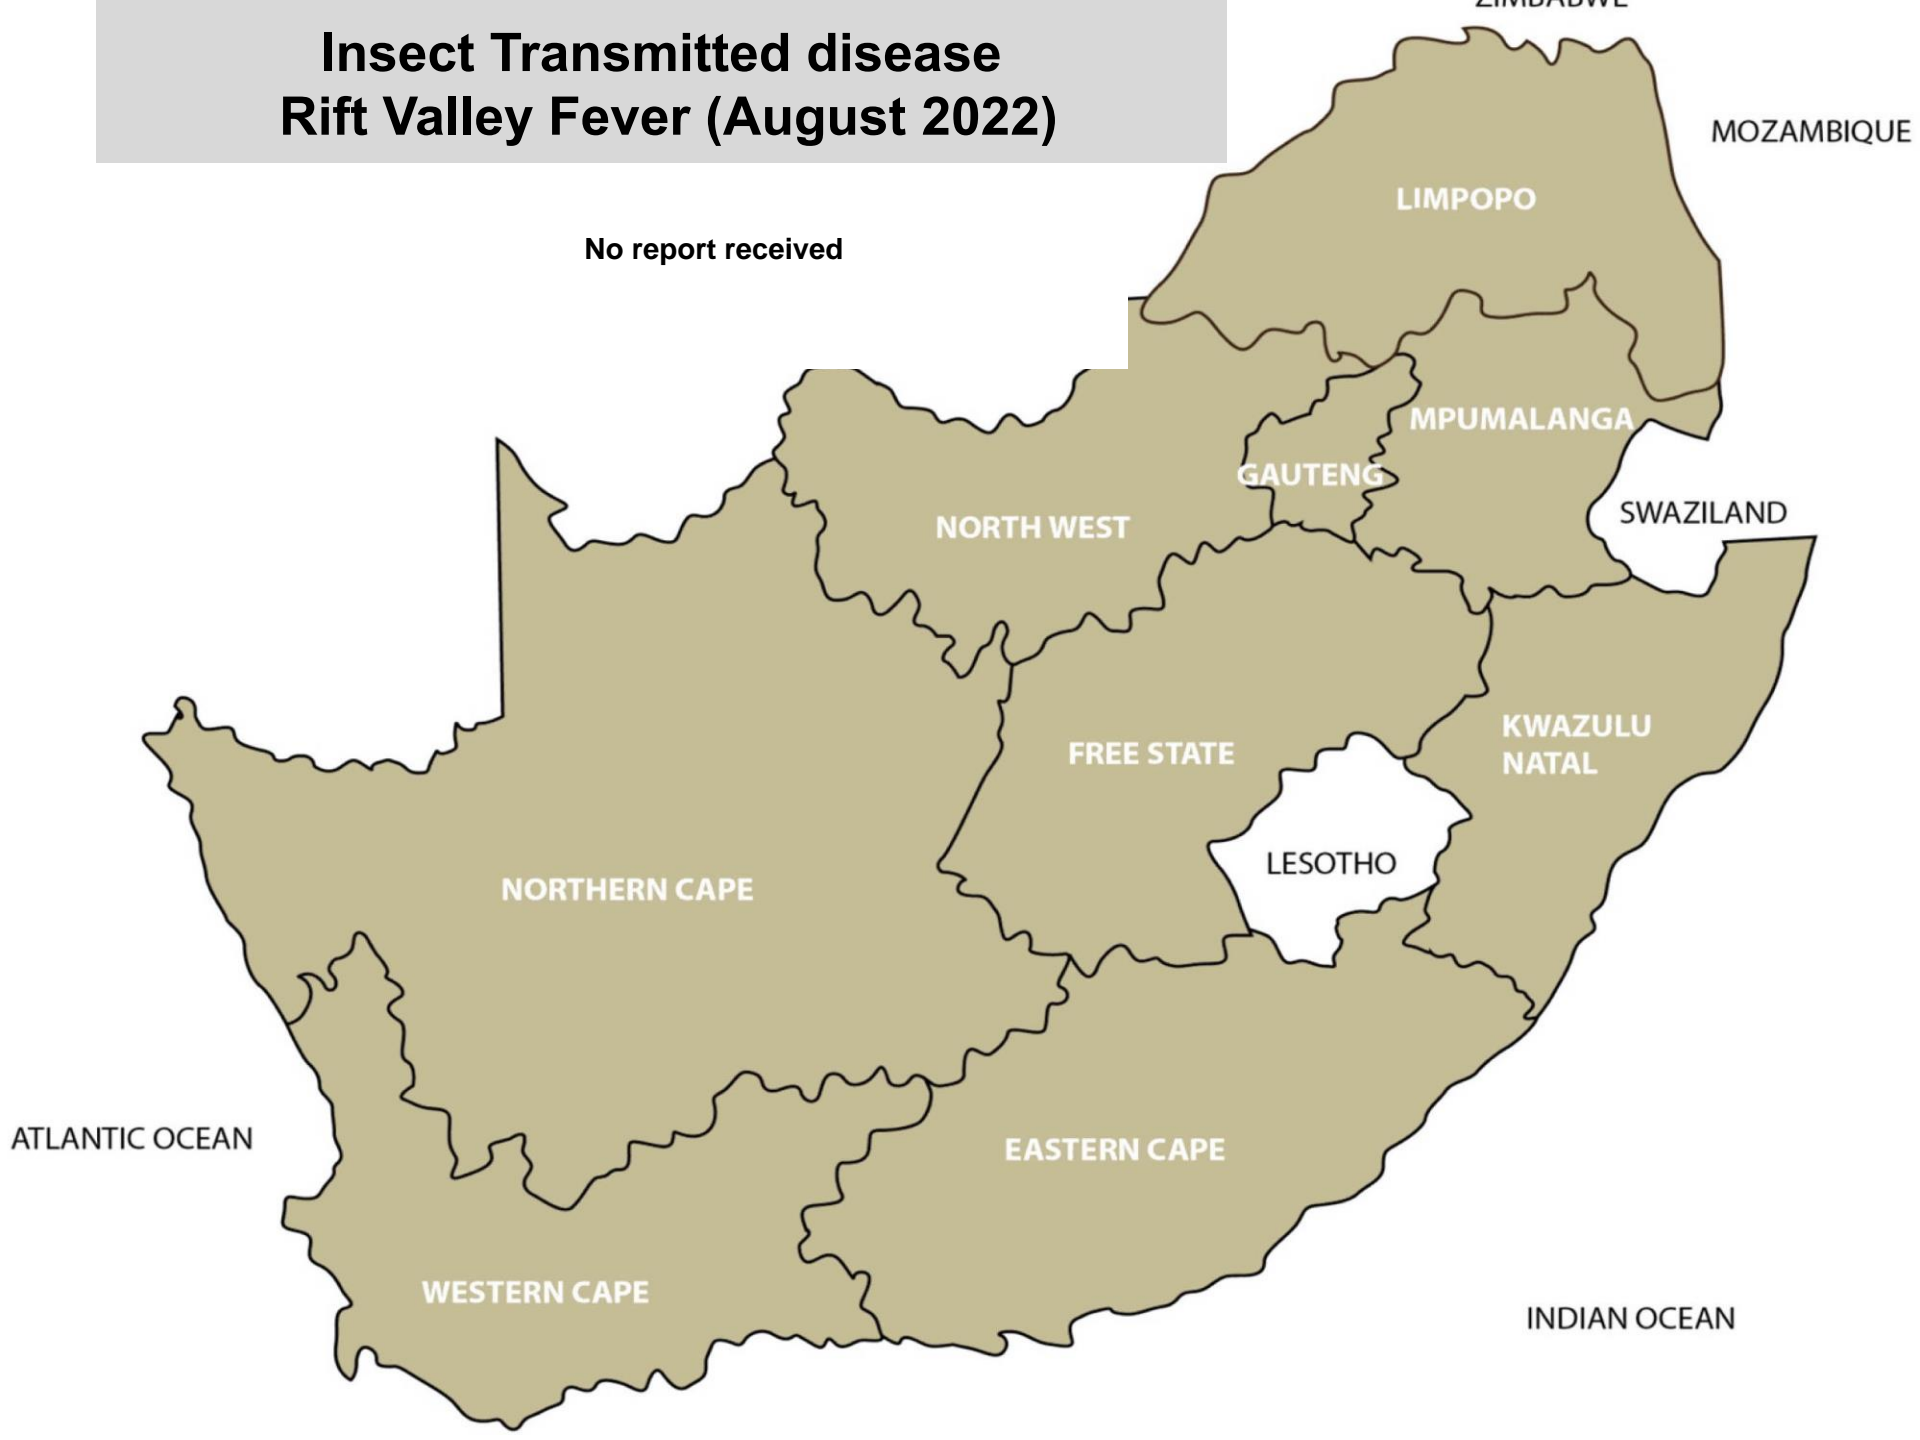 ZIMBABWE
Insect Transmitted disease
Rift Valley Fever (August 2022)
MOZAMBIQUE
LIMPOPO
No report received
MPUMALANGA
GAUTENG
SWAZILAND
NORTH WEST
KWAZULU
NATAL
FREE STATE
LESOTHO
NORTHERN CAPE
ATLANTIC OCEAN
EASTERN CAPE
WESTERN CAPE
INDIAN OCEAN